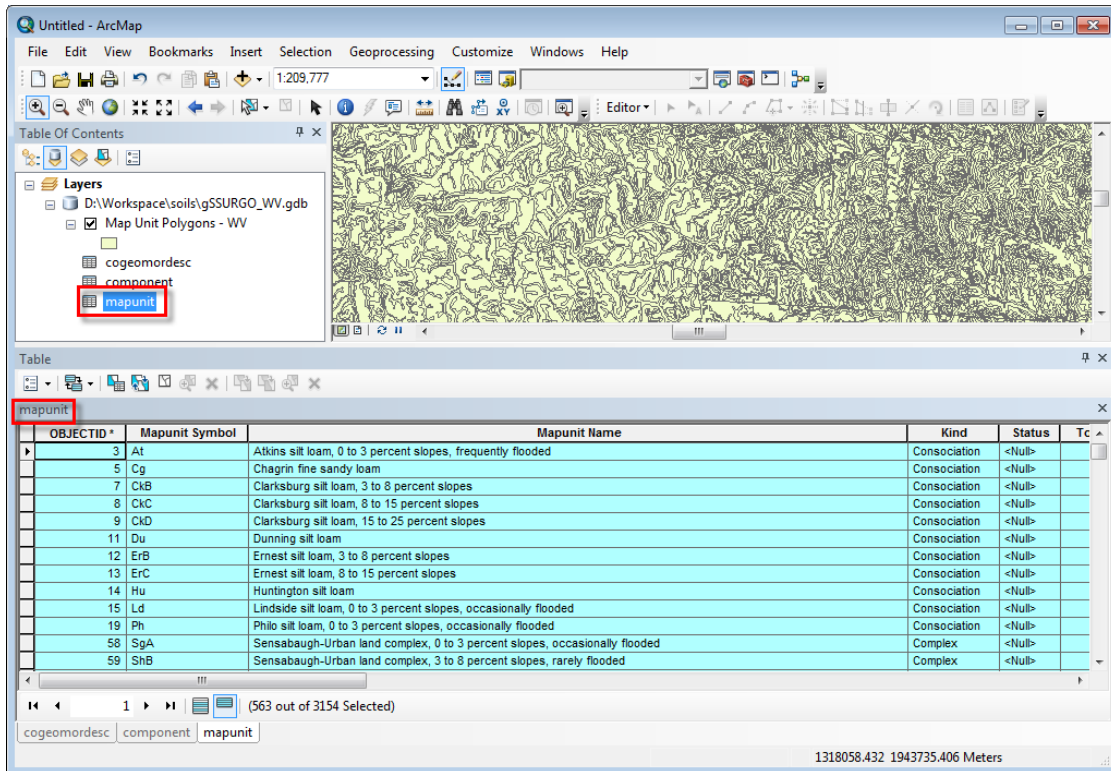 Untitled - ArcMap
File Edit View Bookmarks Insert Selection Geoprocessing Customize Windows Help
1:209,777
Editor
Table Of Contents
Layers
D:\Workspace\soils\gSSURGO_WV.gdb
Map Unit Polygons - WV
cogeomordesc
component
mapunit
Table
mapunit
OBJECTID * Mapunit Symbol Mapunit Name Kind Status
3 At Atkins silt loam, 0 to 3 percent slopes, frequently flooded Consociation <Null>
5 Cg Chagrin fine sandy loam Consociation <Null>
7 CkB Clarksburg silt loam, 3 to 8 percent slopes Consociation <Null>
8 CkC Clarksburg silt loam, 8 to 15 percent slopes Consociation <Null>
9 CkD Clarksburg silt loam, 15 to 25 percent slopes Consociation <Null>
11 Du Dunning silt loam Consociation <Null>
12 ErB Ernest silt loam, 3 to 8 percent slopes Consociation <Null>
13 ErC Ernest silt loam, 8 to 15 percent slopes Consociation <Null>
14 Hu Huntington silt loam Consociation <Null>
15 Ld Lindside silt loam, 0 to 3 percent slopes, occasionally flooded Consociation <Null>
19 Ph Philo silt loam, 0 to 3 percent slopes, occasionally flooded Consociation <Null>
58 SgA Sensabaugh-Urban land complex, 0 to 3 percent slopes, occasionally flooded Complex <Null>
59 ShB Sensabaugh-Urban land complex, 3 to 8 percent slopes, rarely flooded Complex <Null>
1 (563 out of 3154 Selected)
cogeomordesc component mapunit
1318058.432 1943735.406 Meters